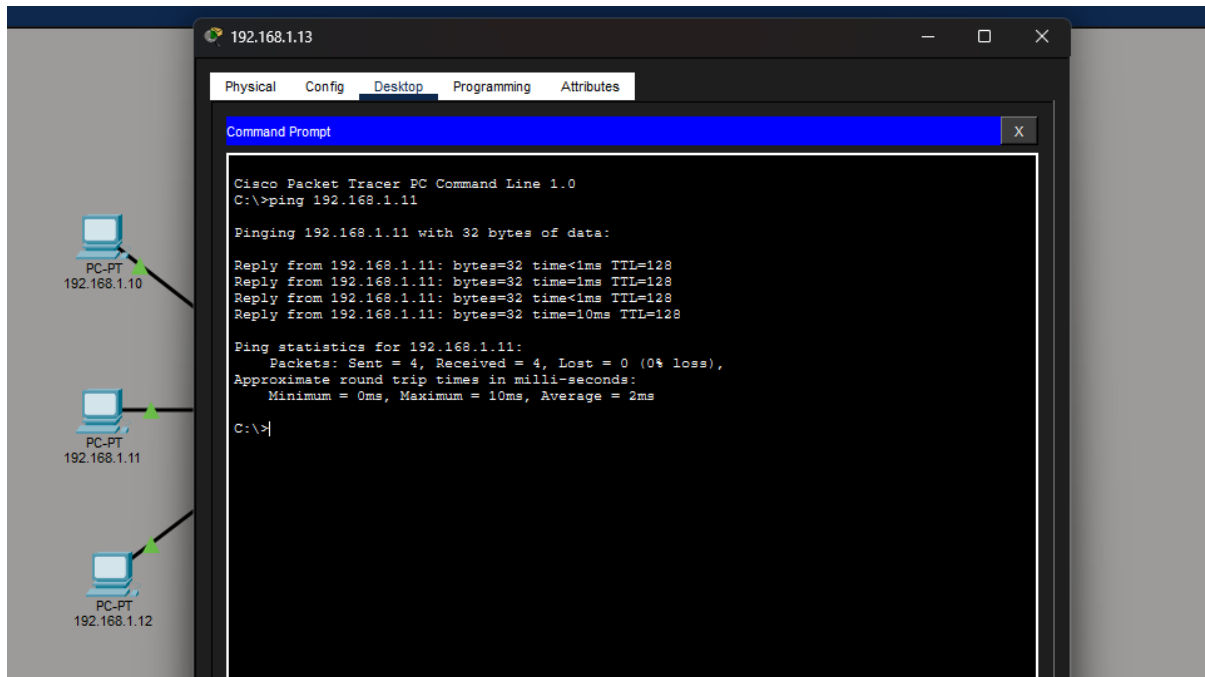 192.168.1.13
Physical Config Desktop Programming Attributes
Command Prompt
X
Cisco Packet Tracer PC Command Line 1.0
C:\>ping 192.168.1.11
Pinging 192.168.1.11 with 32 bytes of data:
Reply from 192.168.1.11: bytes=32 time<1ms TTL=128
Reply from 192.168.1.11: bytes=32 time=1ms TTL=128
Reply from 192.168.1.11: bytes=32 time<1ms TTL=128
Reply from 192.168.1.11: bytes=32 time=10ms TTL=128
Ping statistics for 192.168.1.11:
Packets: Sent = 4, Received = 4, Lost = 0 (0% loss),
Approximate round trip times in milli-seconds:
Minimum = 0ms, Maximum = 10ms, Average = 2ms
C:\>
PC-PT
192.168.1.10
PC-PT
192.168.1.11
PC-PT
192.168.1.12